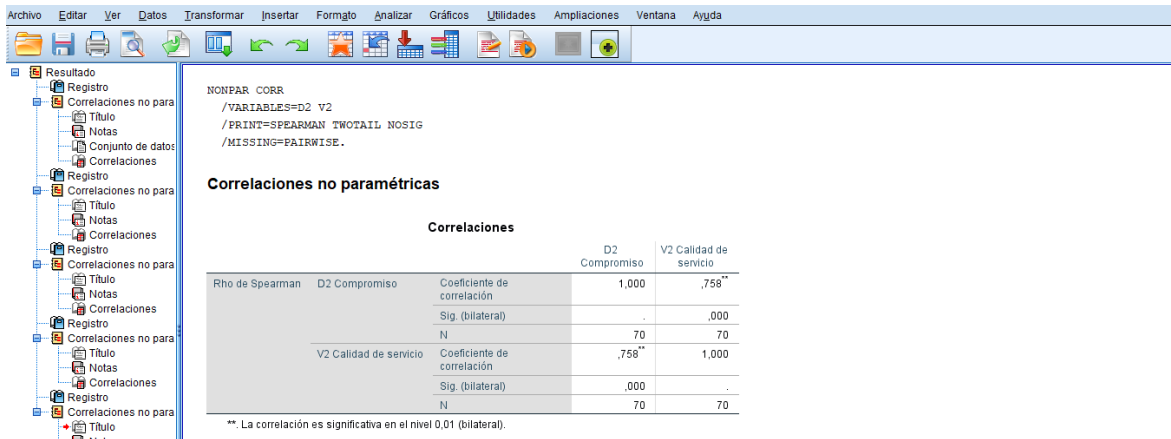 Archivo Editar Ver Datos Transformar Insertar Formato Analizar Gráficos Utilidades Ampliaciones Ventana Ayuda
Resultado
Registro
Correlaciones no para
Título
Notas
Conjunto de datos
Correlaciones
Registro
Correlaciones no para
Título
Notas
Correlaciones
Registro
Correlaciones no para
Título
Notas
Correlaciones
Registro
Correlaciones no para
Título
Notas
Correlaciones
Registro
Correlaciones no para
Título
NONPAR CORR
/VARIABLES=D2 V2
/PRINT=SPEARMAN TWOTAIL NOSIG
/MISSING=PAIRWISE.
Correlaciones no paramétricas
Correlaciones
D2 Compromiso V2 Calidad de servicio
Rho de Spearman D2 Compromiso Coeficiente de correlación 1,000 ,758**
Sig. (bilateral) . ,000
N 70 70
V2 Calidad de servicio Coeficiente de correlación ,758** 1,000
Sig. (bilateral) ,000 .
N 70 70
**. La correlación es significativa en el nivel 0,01 (bilateral).